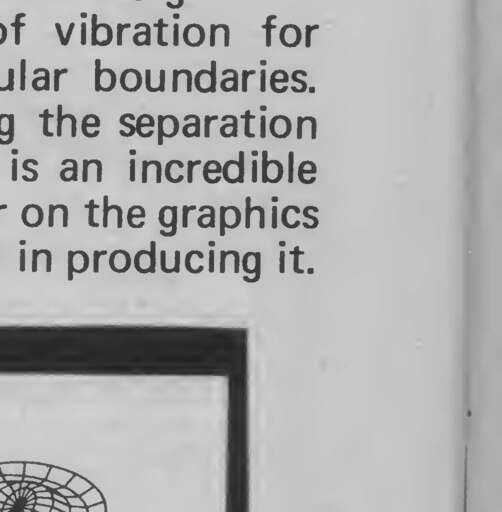 of vibration for
ular boundaries.
g the separation
is an incredible
r on the graphics
in producing it.